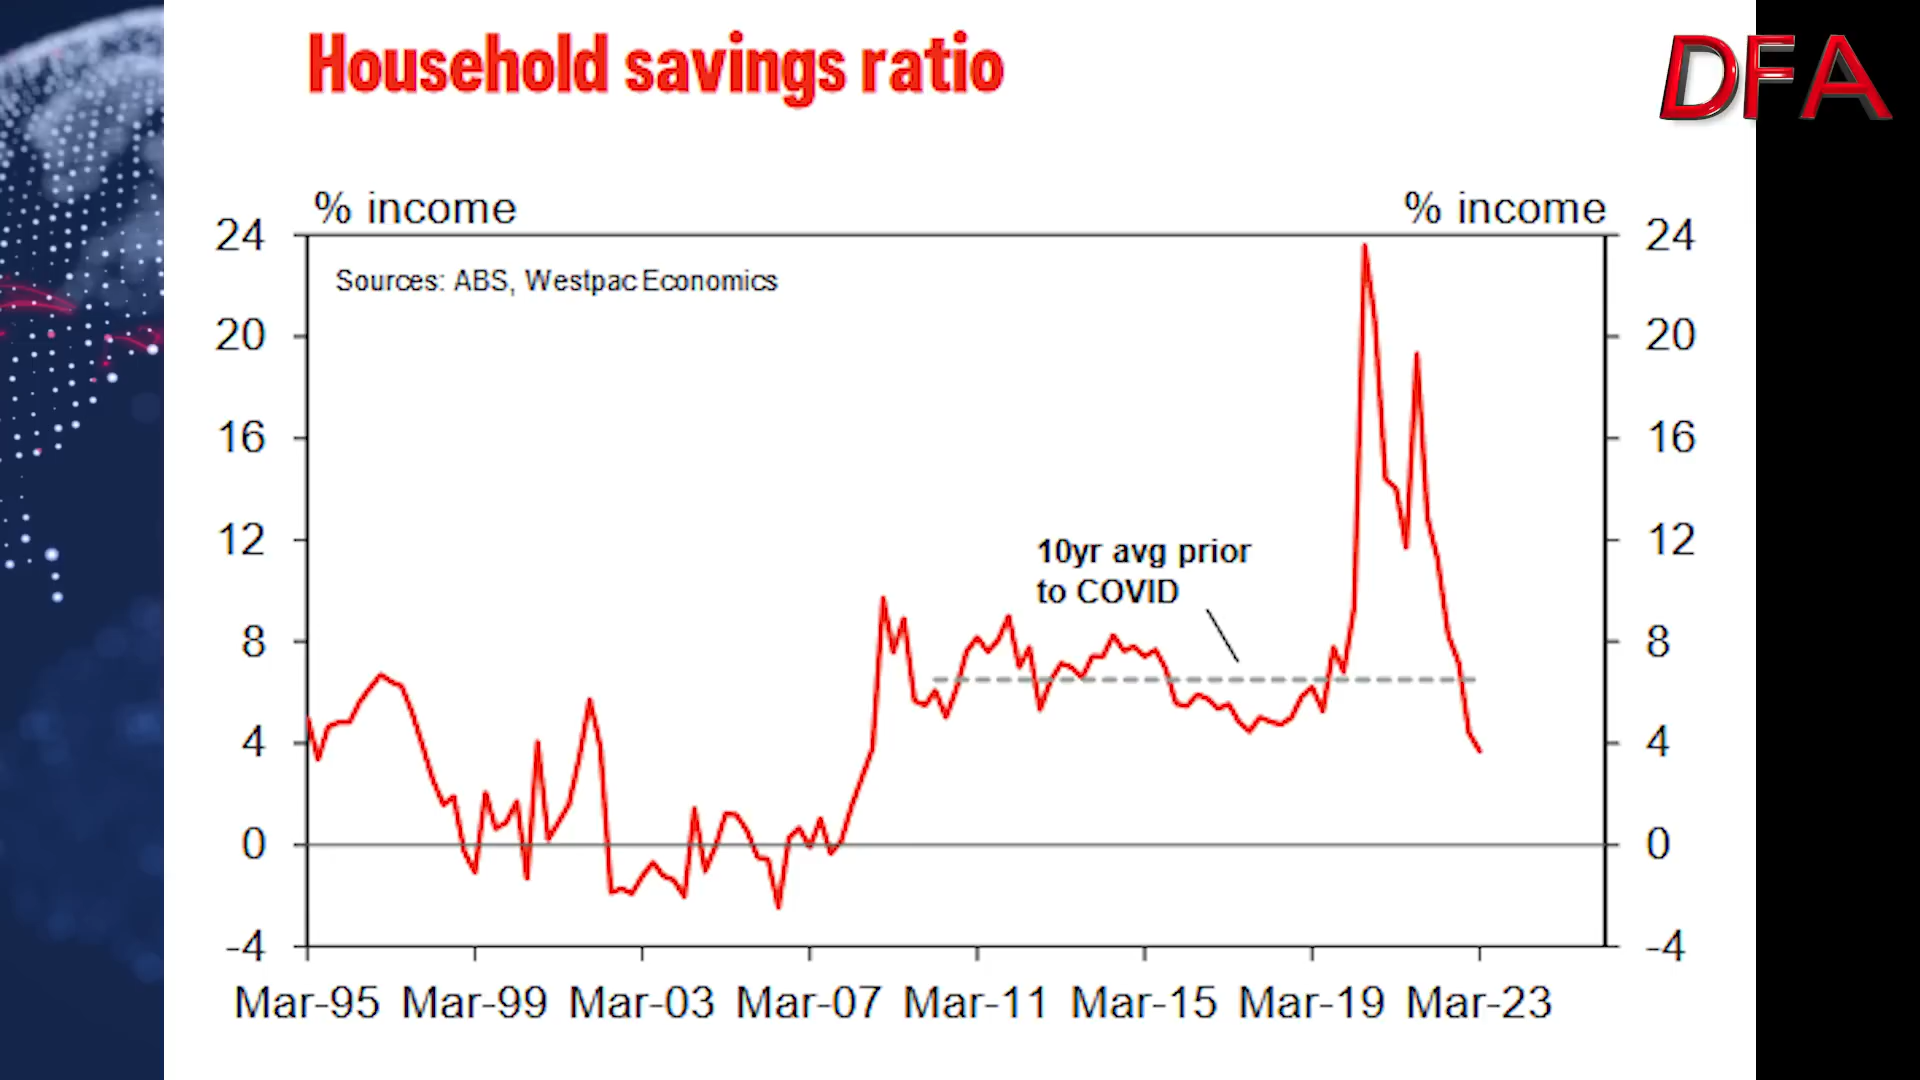 Household savings ratio
DFA
% income
% income
24
24
Sources: ABS, Westpac Economics
20
20
16
16
12
12
10yr avg prior
to COVID
8
8
4
4
0
0
-4
-4
Mar-95 Mar-99 Mar-03 Mar-07 Mar-11 Mar-15 Mar-19 Mar-23